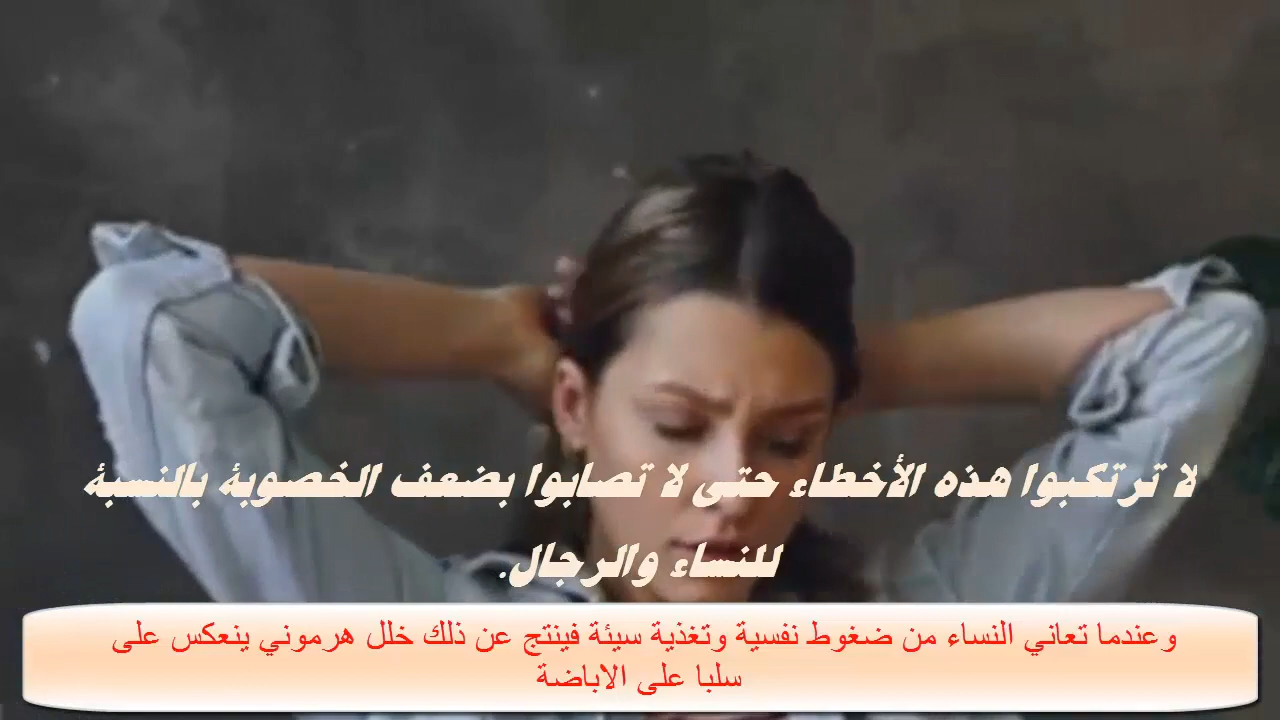 لا ترتكبوا هذه الأخطاء حتى لا تصابوا بضعف الخصوبة بالنسبة
للنساء والرجال.
وعندما تعاني النساء من ضغوط نفسية وتغذية سيئة فينتج عن ذلك خلل هرموني ينعكس على
سلبا على الاباضة